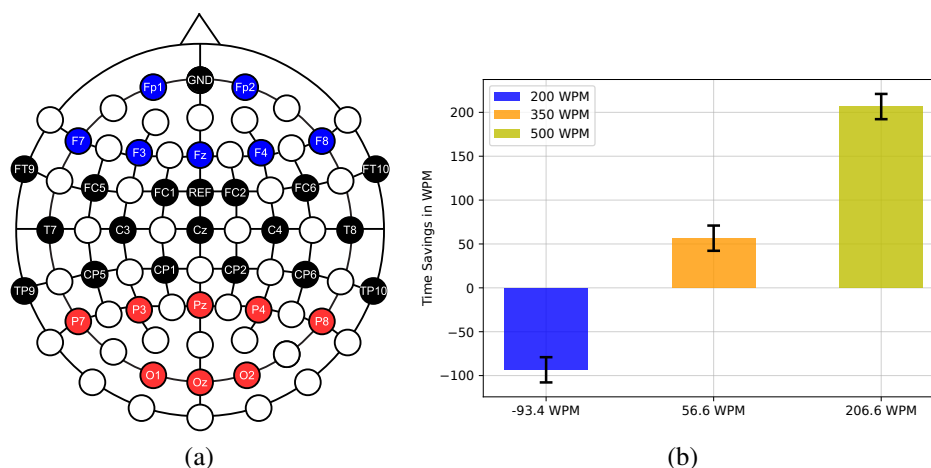 GND
Fp1 Fp2
F7 F3 Fz F4 F8
FT9 FC5 FC1 REF FC2 FC6 FT10
T7 C3 Cz C4 T8
TP9 CP5 CP1 CP2 CP6 TP10
P7 P3 Pz P4 P8
O1 Oz O2
(a)
Time Savings in WPM
200
150
100
50
0
−50
−100
200 WPM
350 WPM
500 WPM
-93.4 WPM 56.6 WPM 206.6 WPM
(b)